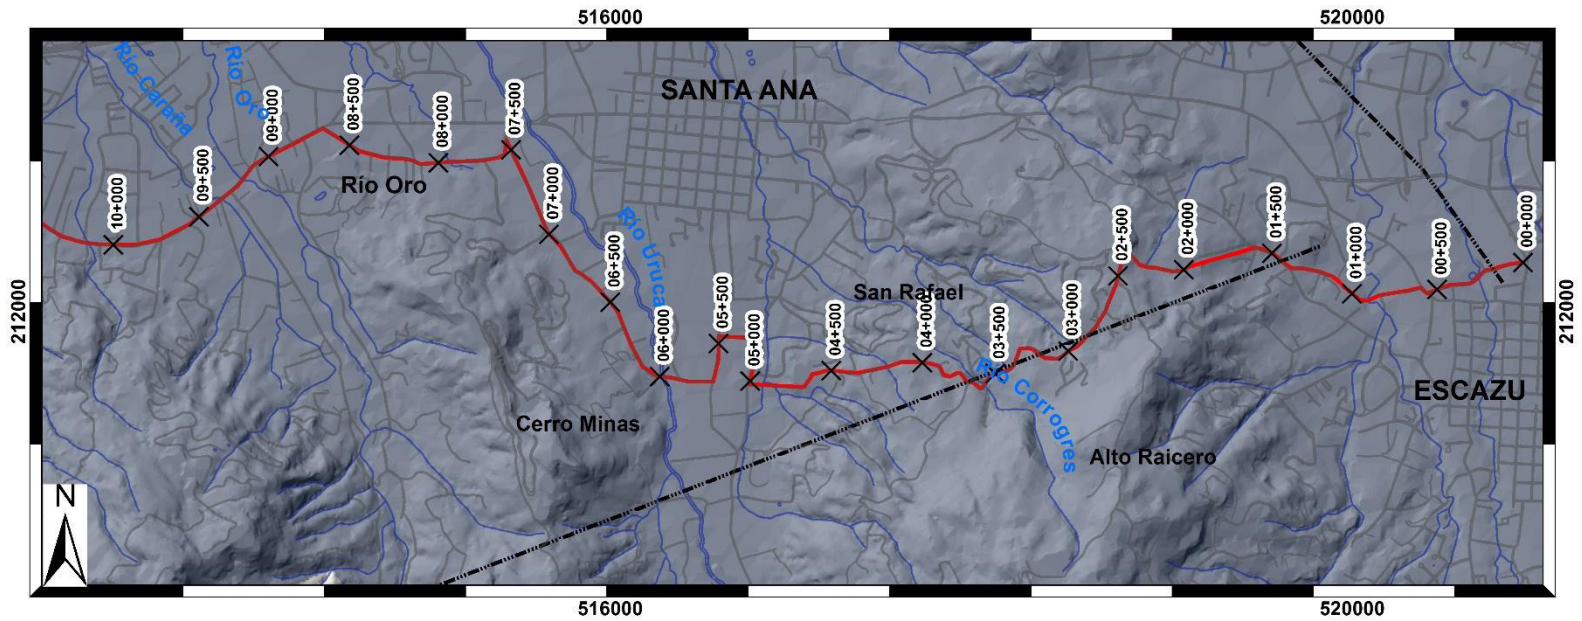 516000
520000
Río Caraña
Río Oro
SANTA ANA
09+000
08+500
08+000
07+500
Río Oro
10+000
09+500
07+000
06+500
Río Uruca
02+500
02+000
01+500
01+000
00+500
00+000
212000
212000
06+000
05+500
05+000
04+500
San Rafael
04+000
03+500
03+000
Río Corrogres
ESCAZU
Cerro Minas
Alto Raicero
N
516000
520000